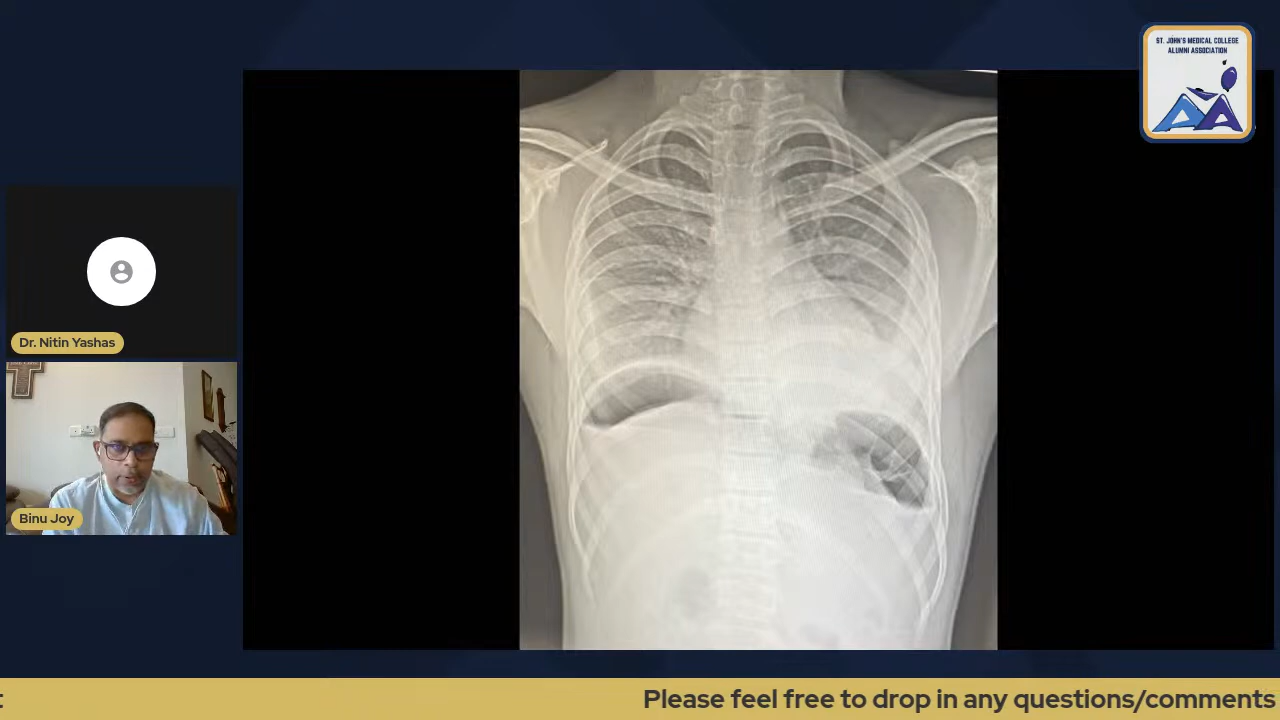 ST. JOHN'S MEDICAL COLLEGE
ALUMNI ASSOCIATION
Dr. Nitin Yashas
Binu Joy
Please feel free to drop in any questions/comments